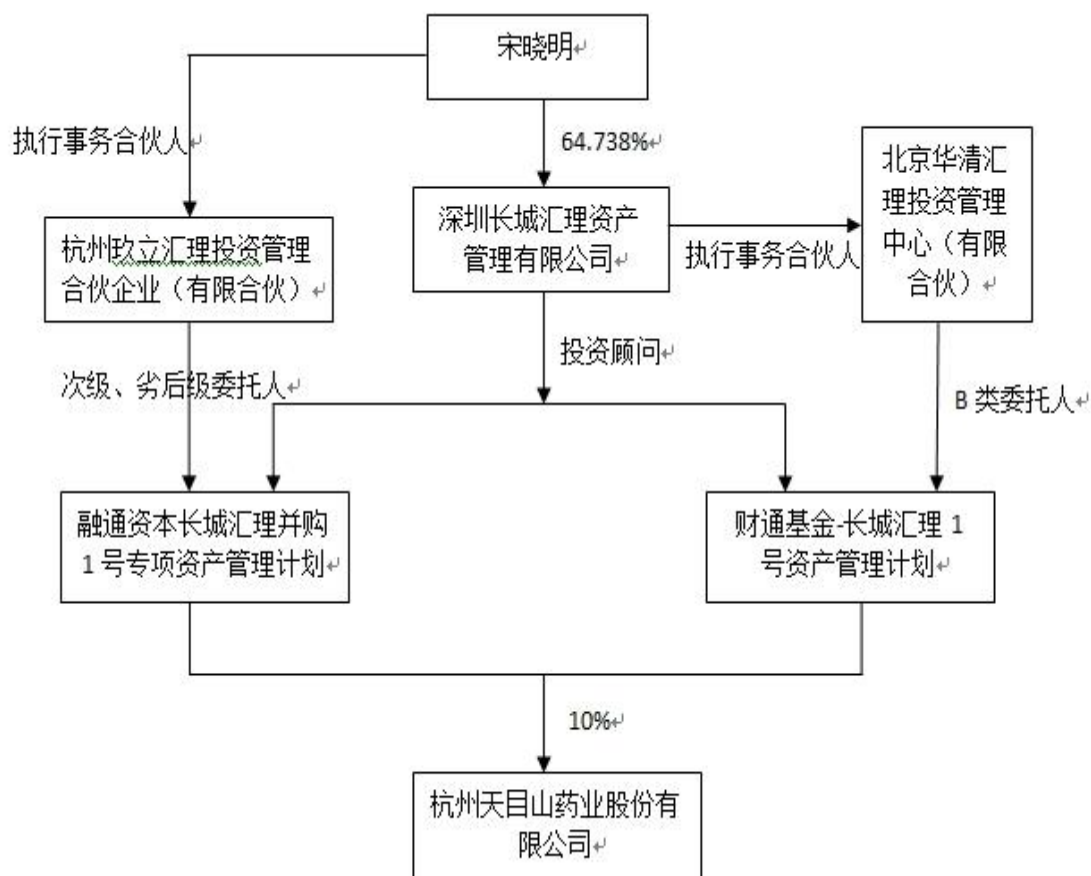 宋晓明
执行事务合伙人
64.738%
北京华清汇
理投资管理
中心（有限
合伙）
深圳长城汇理资产
管理有限公司
执行事务合伙人
杭州玖立汇理投资管理
合伙企业（有限合伙）
投资顾问
次级、劣后级委托人
B 类委托人
融通资本长城汇理并购
1 号专项资产管理计划
财通基金-长城汇理 1
号资产管理计划
10%
杭州天目山药业股份有
限公司